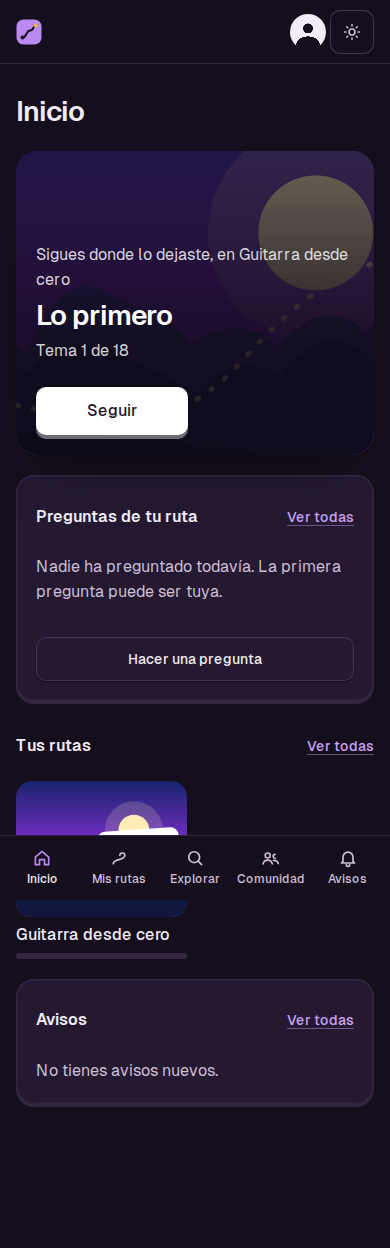 Inicio
Sigues donde lo dejaste, en Guitarra desde
cero
Lo primero
Tema 1 de 18
Seguir
Preguntas de tu ruta
Ver todas
Nadie ha preguntado todavía. La primera
pregunta puede ser tuya.
Hacer una pregunta
Tus rutas
Ver todas
Inicio
Mis rutas
Explorar
Comunidad
Avisos
Guitarra desde cero
Avisos
Ver todas
No tienes avisos nuevos.